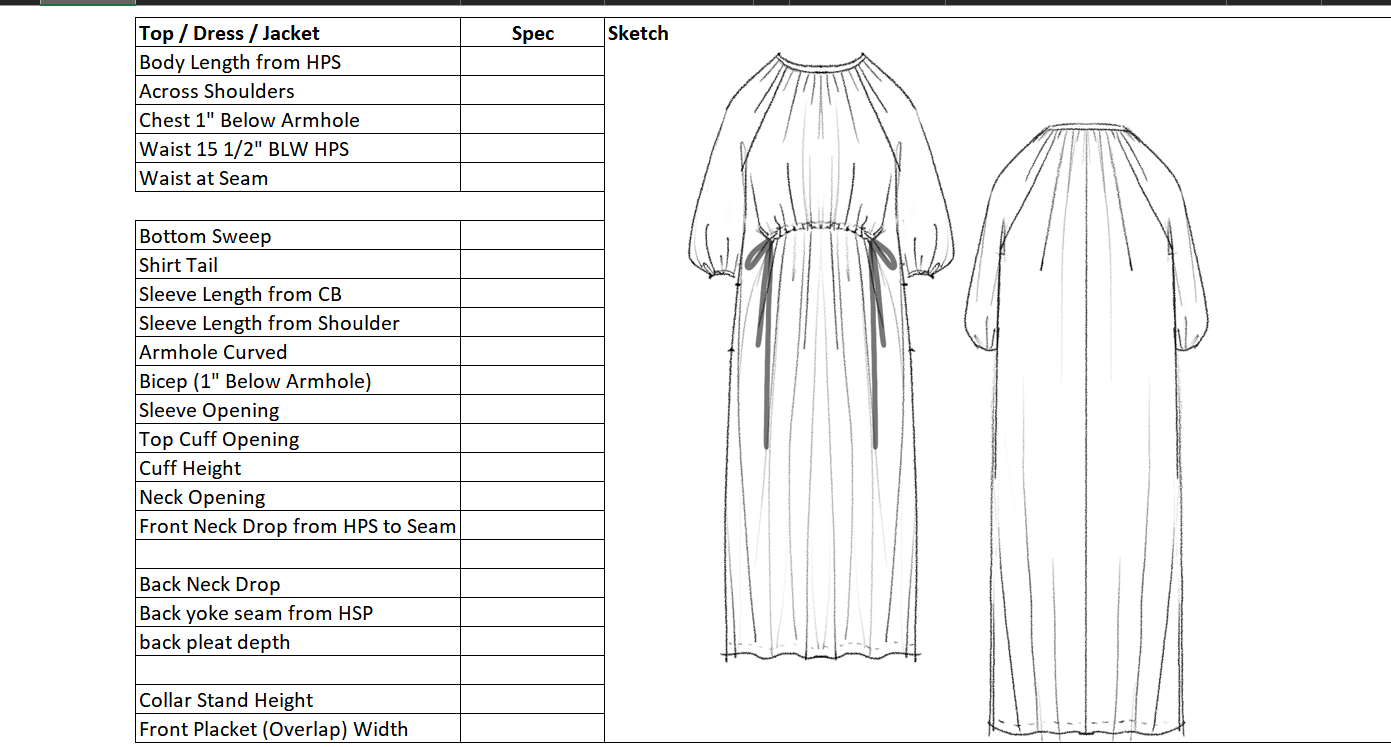 Top / Dress / Jacket Spec Sketch
Body Length from HPS
Across Shoulders
Chest 1" Below Armhole
Waist 15 1/2" BLW HPS
Waist at Seam
Bottom Sweep
Shirt Tail
Sleeve Length from CB
Sleeve Length from Shoulder
Armhole Curved
Bicep (1" Below Armhole)
Sleeve Opening
Top Cuff Opening
Cuff Height
Neck Opening
Front Neck Drop from HPS to Seam
Back Neck Drop
Back yoke seam from HSP
back pleat depth
Collar Stand Height
Front Placket (Overlap) Width